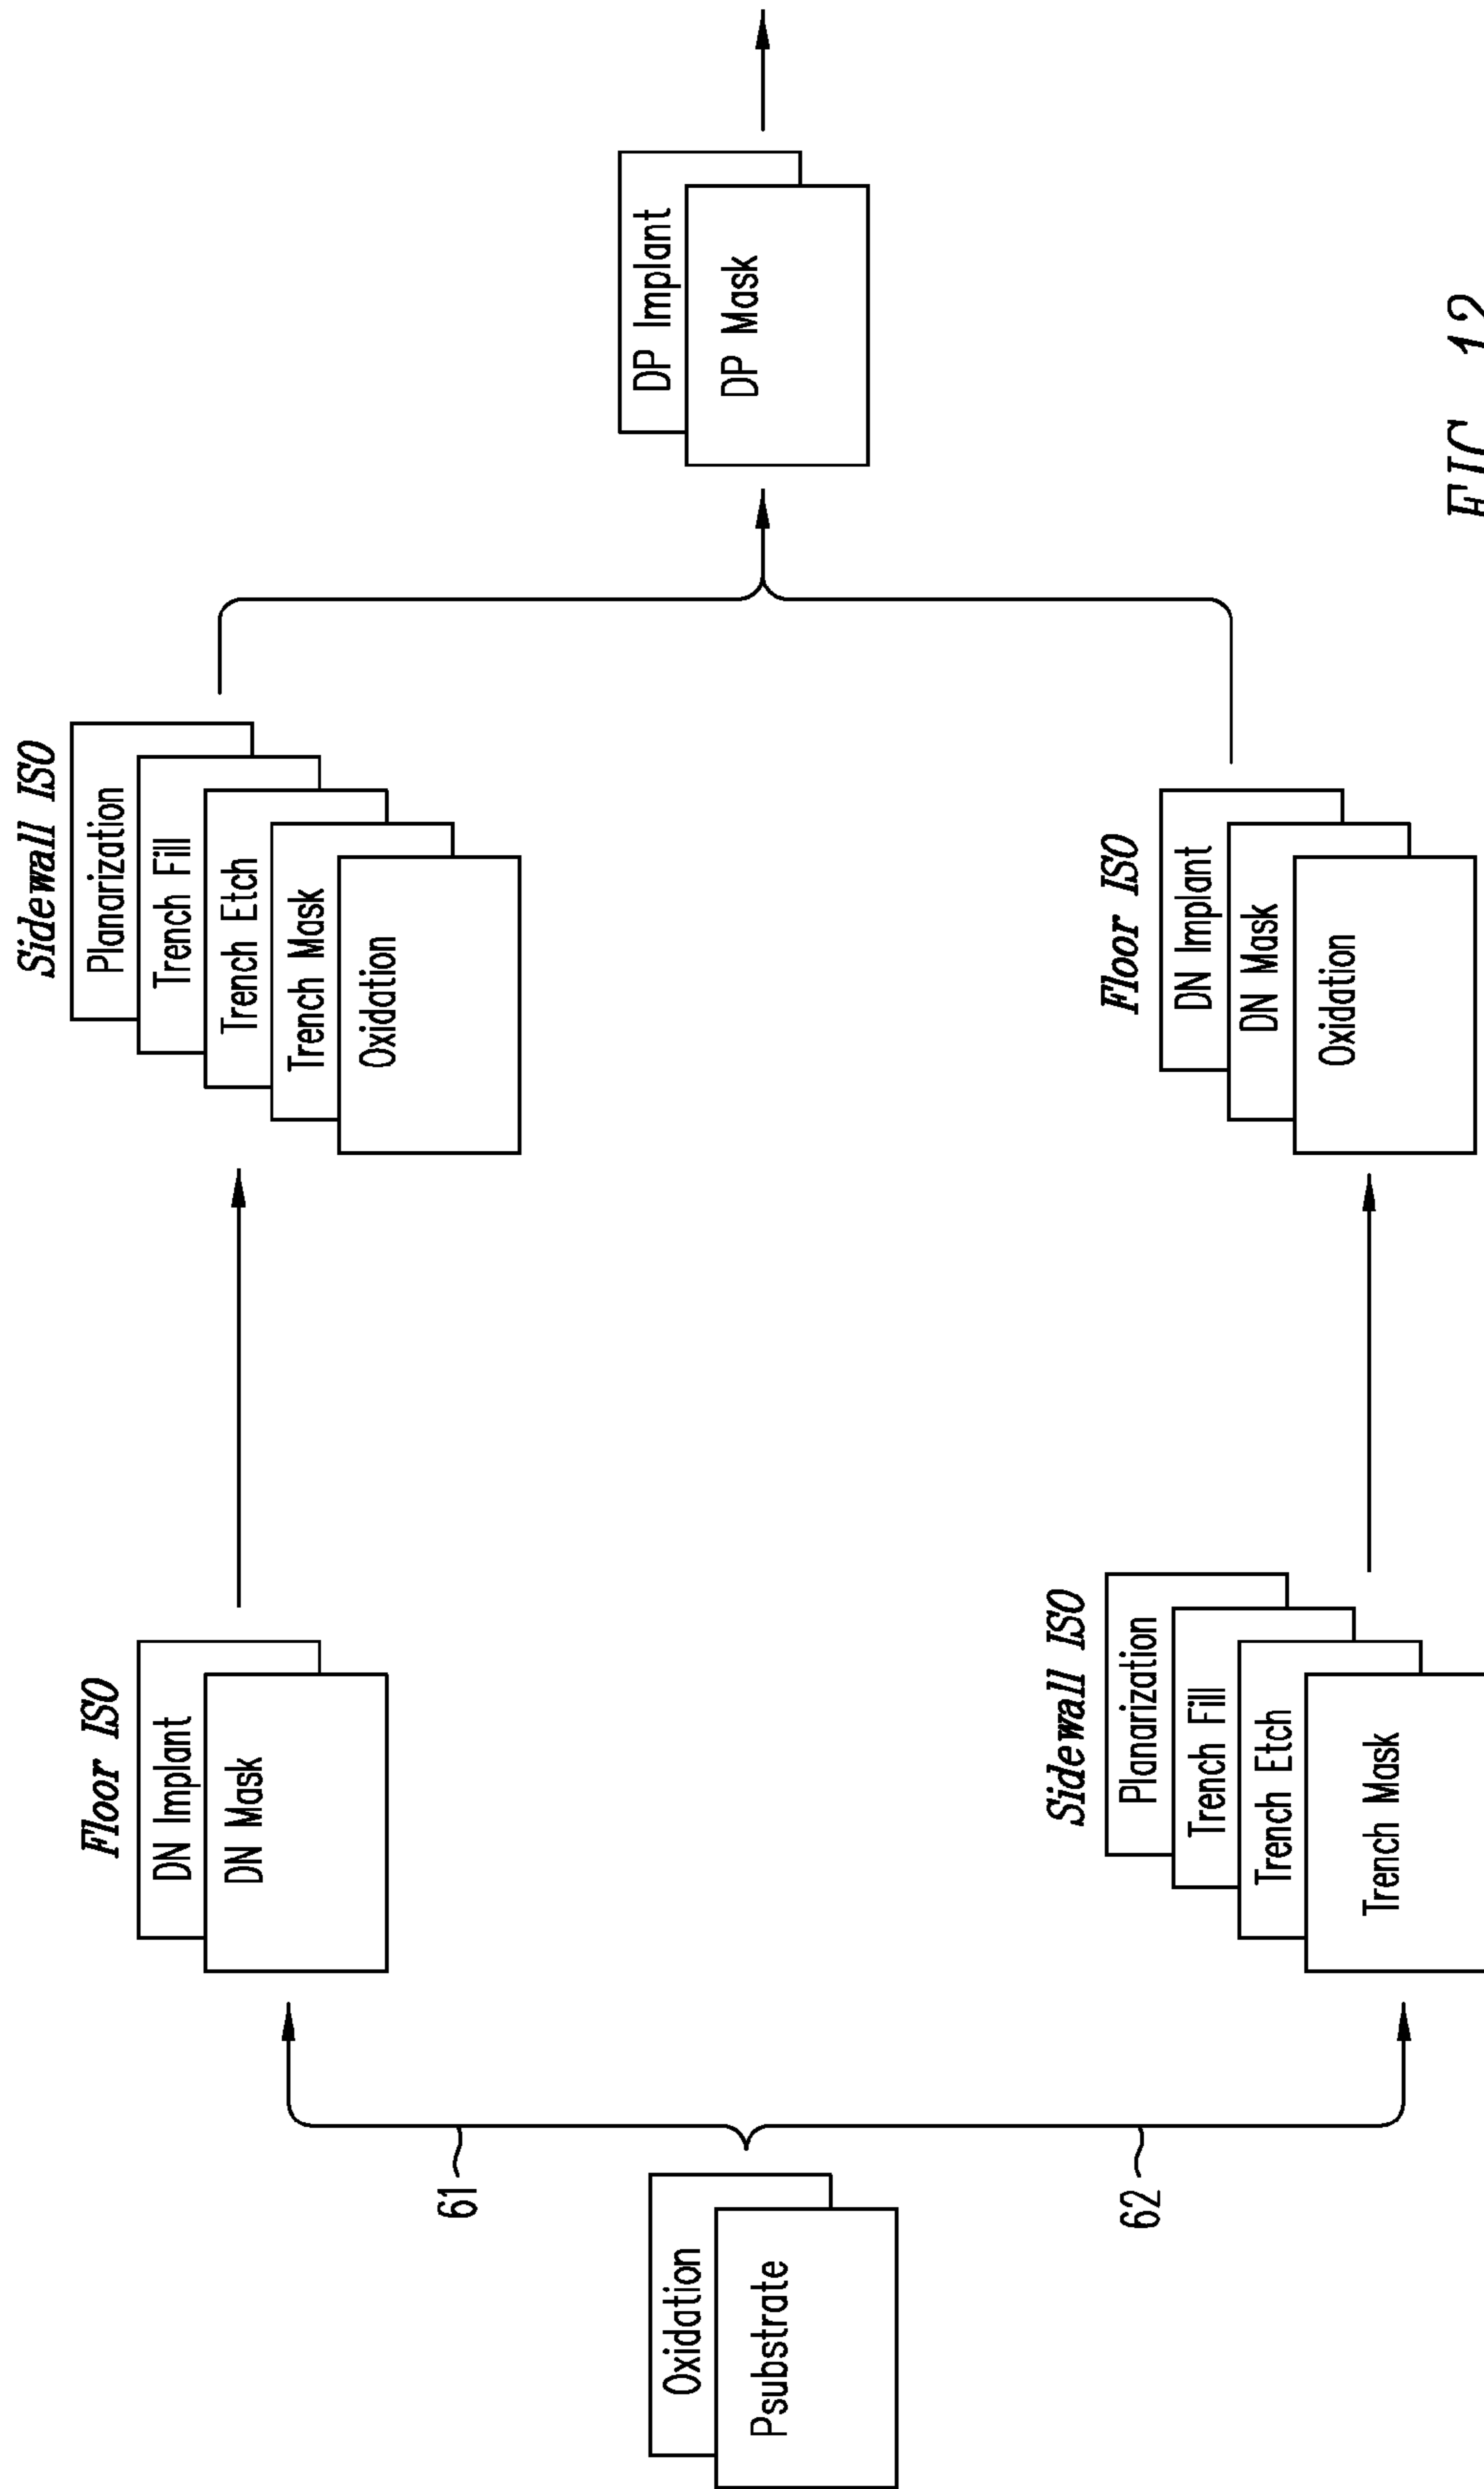 Oxidation
Psubstrate
61
62
Floor ISO
DN Implant
DN Mask
Sidewall ISO
Planarization
Trench Fill
Trench Etch
Trench Mask
Oxidation
Sidewall ISO
Planarization
Trench Fill
Trench Etch
Trench Mask
Floor ISO
DN Implant
DN Mask
Oxidation
DP Implant
DP Mask
FIG. 12